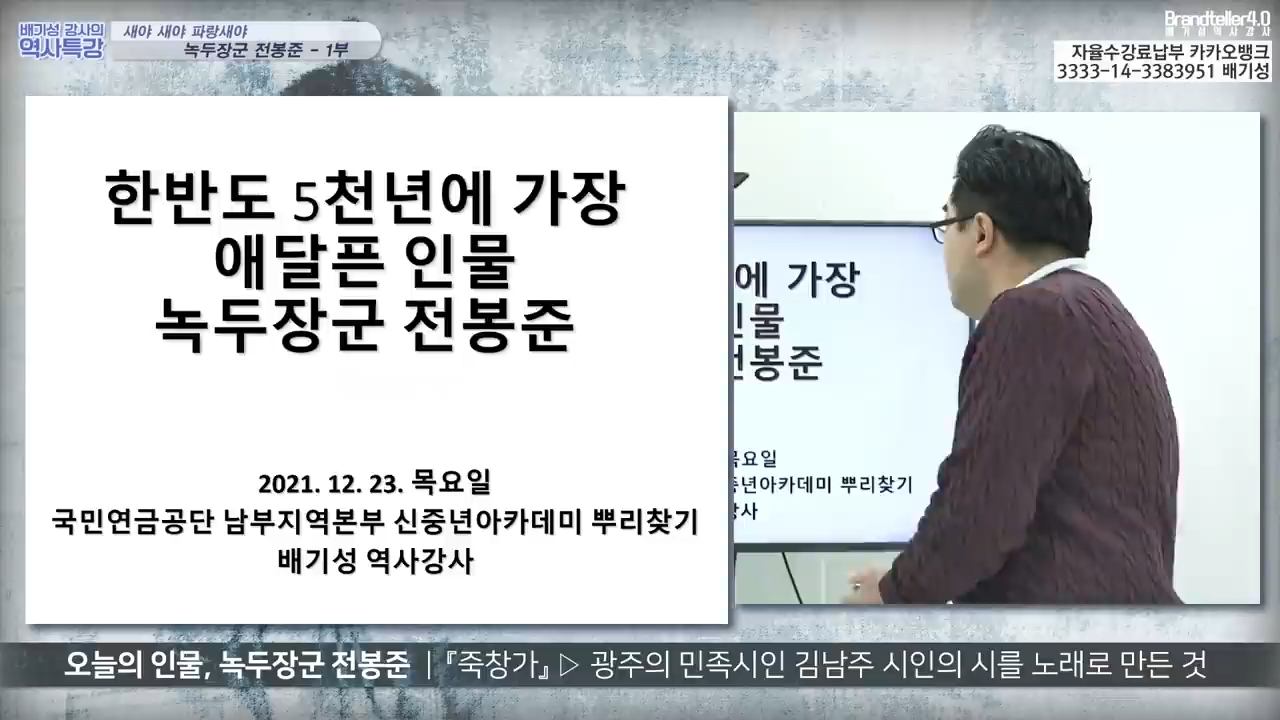 배기성 강사의
역사특강
새야 새야 파랑새야
녹두장군 전봉준 - 1부
Brandteller4.0
배기성역사강사
자율수강료납부 카카오뱅크
3333-14-3383951 배기성
한반도 5천년에 가장
애달픈 인물
녹두장군 전봉준
2021. 12. 23. 목요일
국민연금공단 남부지역본부 신중년아카데미 뿌리찾기
배기성 역사강사
에 가장
인물
전봉준
목요일
중년아카데미 뿌리찾기
강사
오늘의 인물, 녹두장군 전봉준 | 『죽창가』 ▷ 광주의 민족시인 김남주 시인의 시를 노래로 만든 것